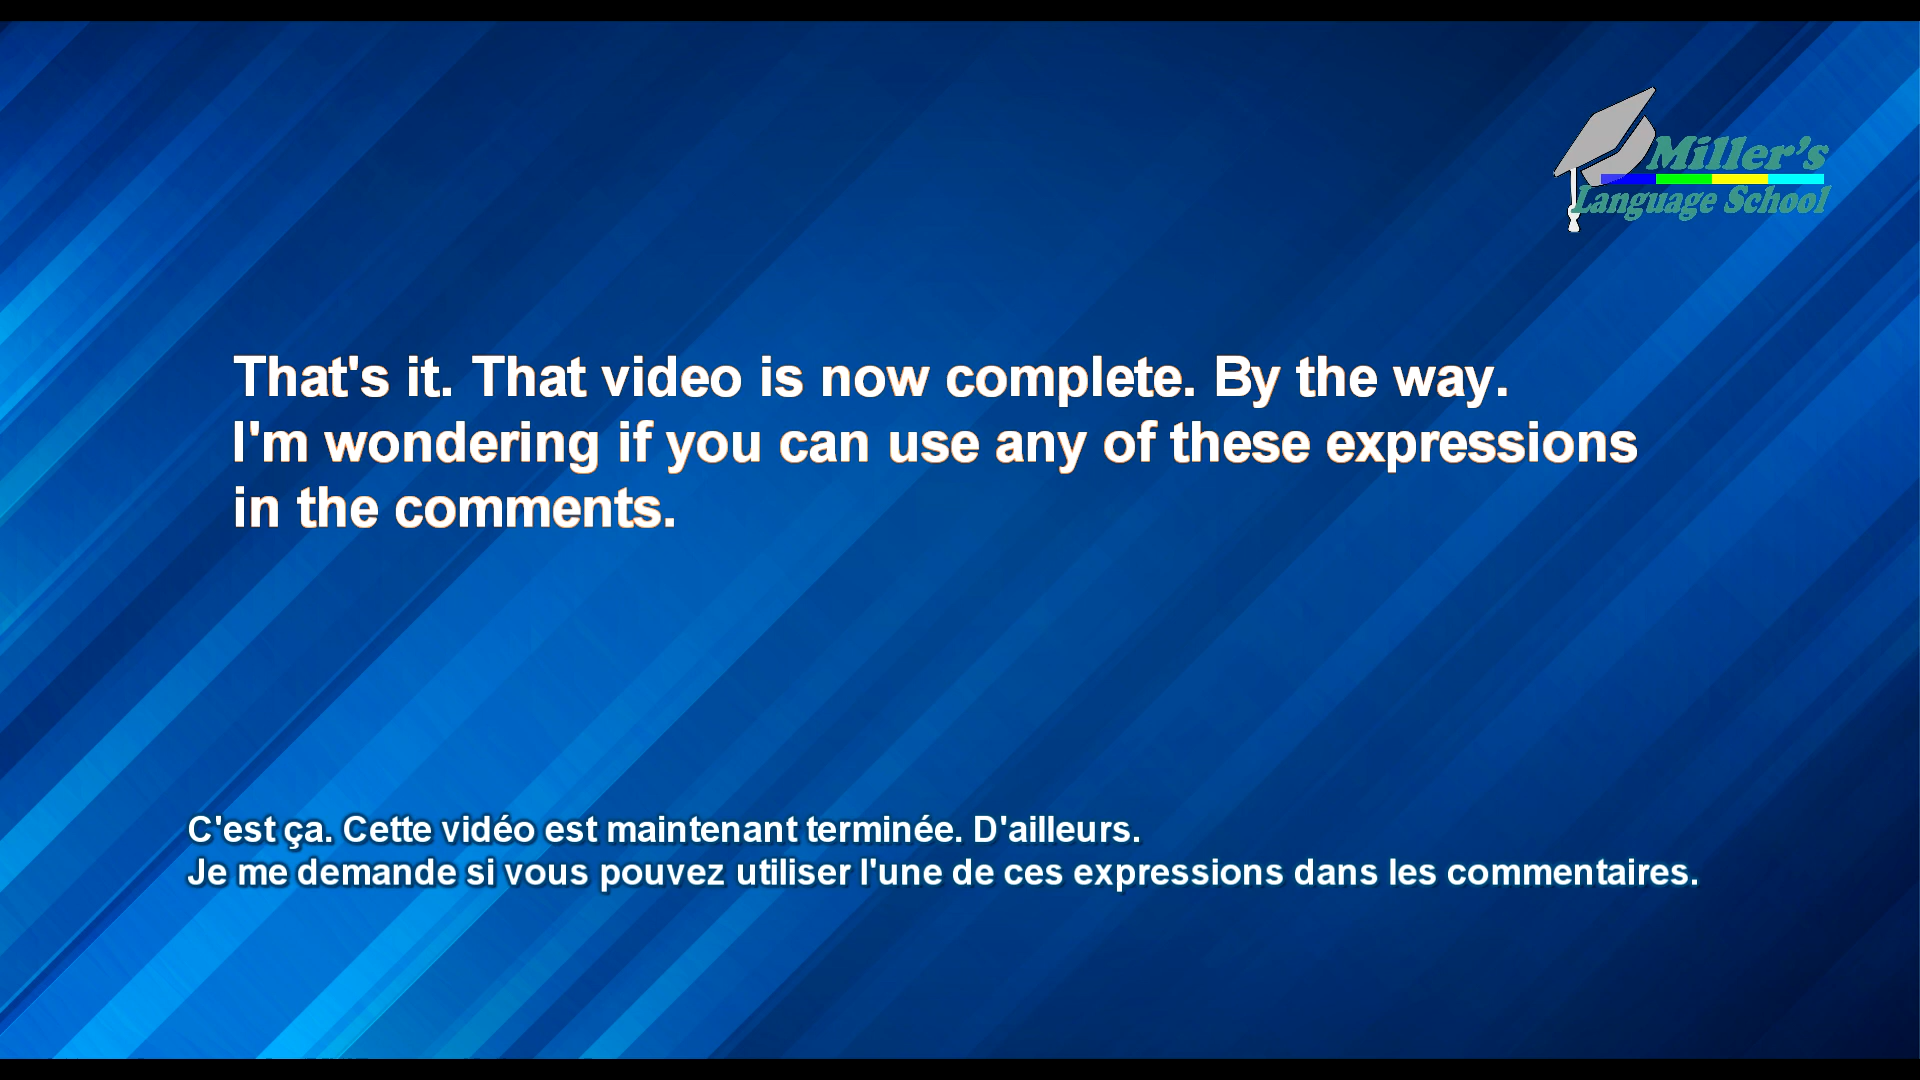 Miller's
Language School
That's it. That video is now complete. By the way.
I'm wondering if you can use any of these expressions
in the comments.
C'est ça. Cette vidéo est maintenant terminée. D'ailleurs.
Je me demande si vous pouvez utiliser l'une de ces expressions dans les commentaires.